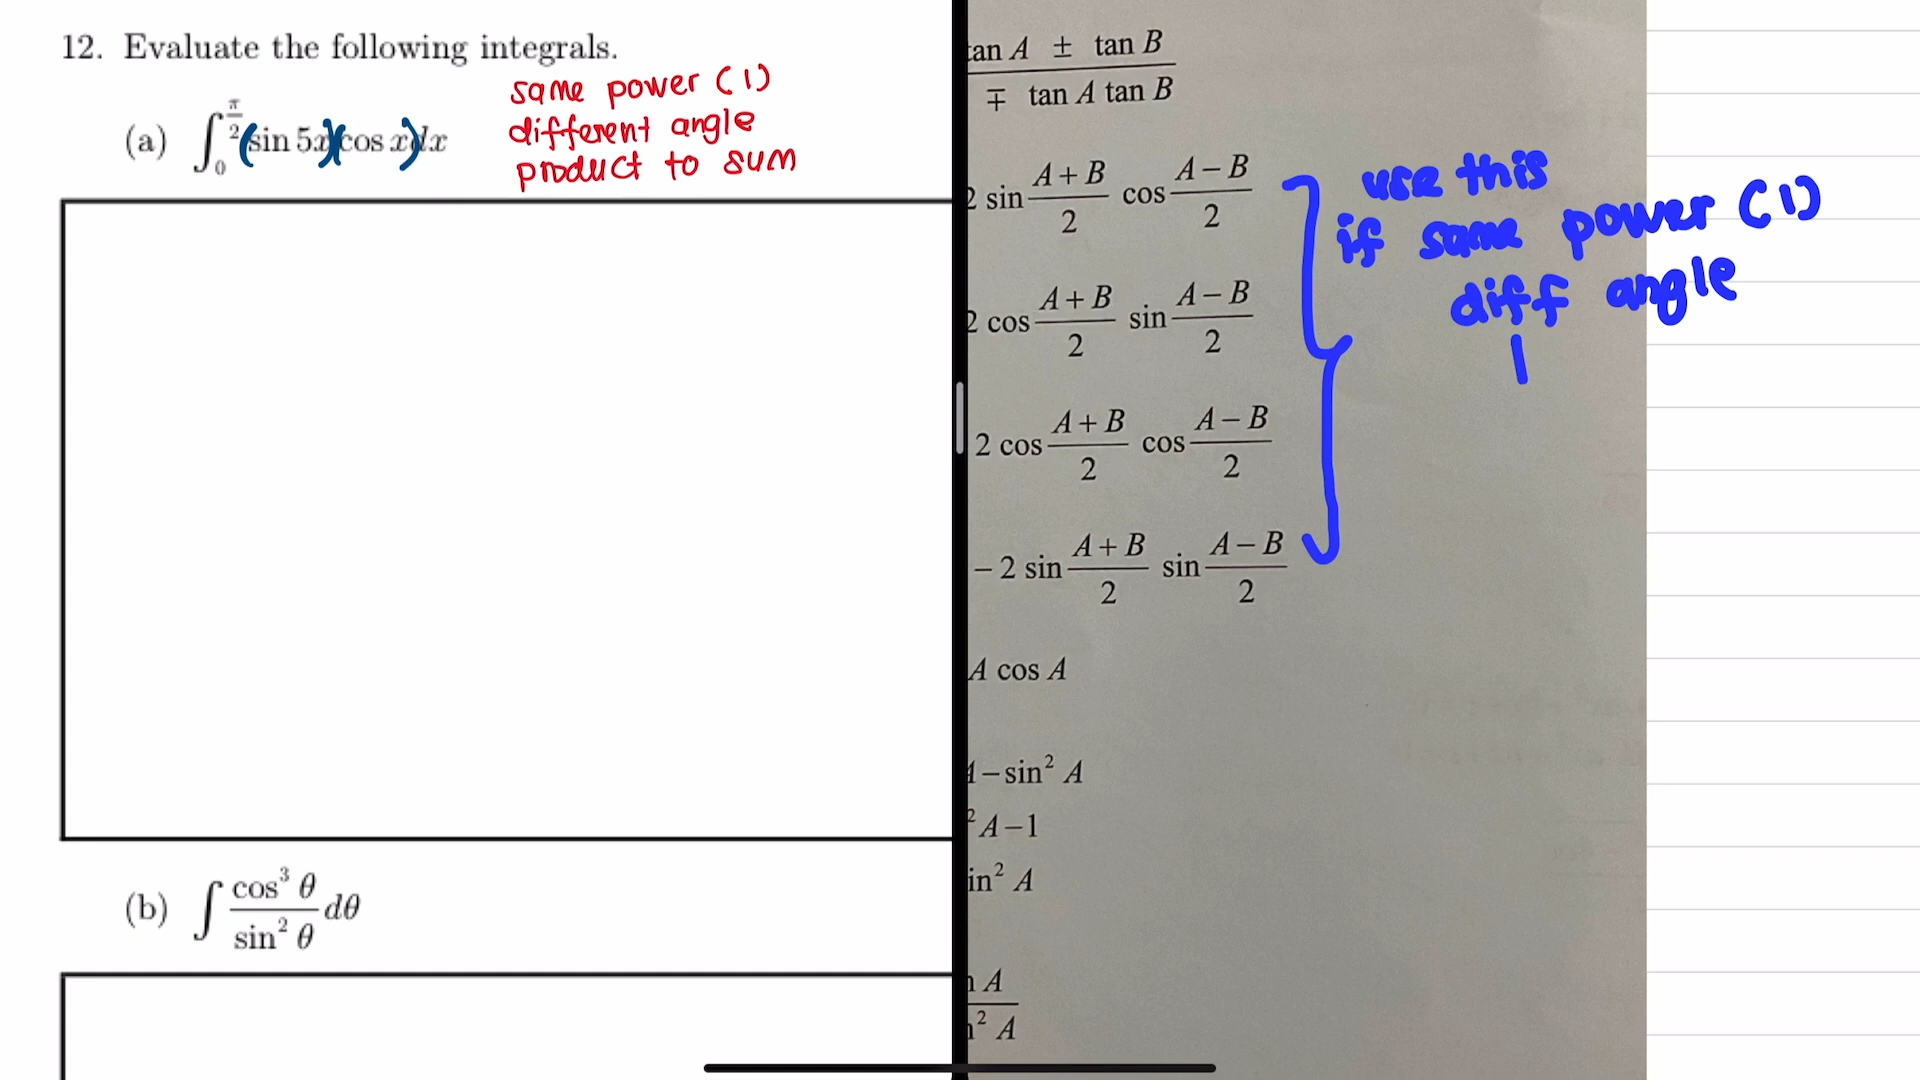 12. Evaluate the following integrals.
same power (1)
different angle
product to sum
(a) ∫₀^{π/2} (sin 5x)(cos x)dx
(b) ∫ cos³ θ / sin² θ dθ
tan A ± tan B
∓ tan A tan B
2 sin (A + B)/2 cos (A − B)/2
2 cos (A + B)/2 sin (A − B)/2
2 cos (A + B)/2 cos (A − B)/2
− 2 sin (A + B)/2 sin (A − B)/2
use this
if same power (1)
diff angle
A cos A
− sin² A
² A − 1
in² A
A
² A